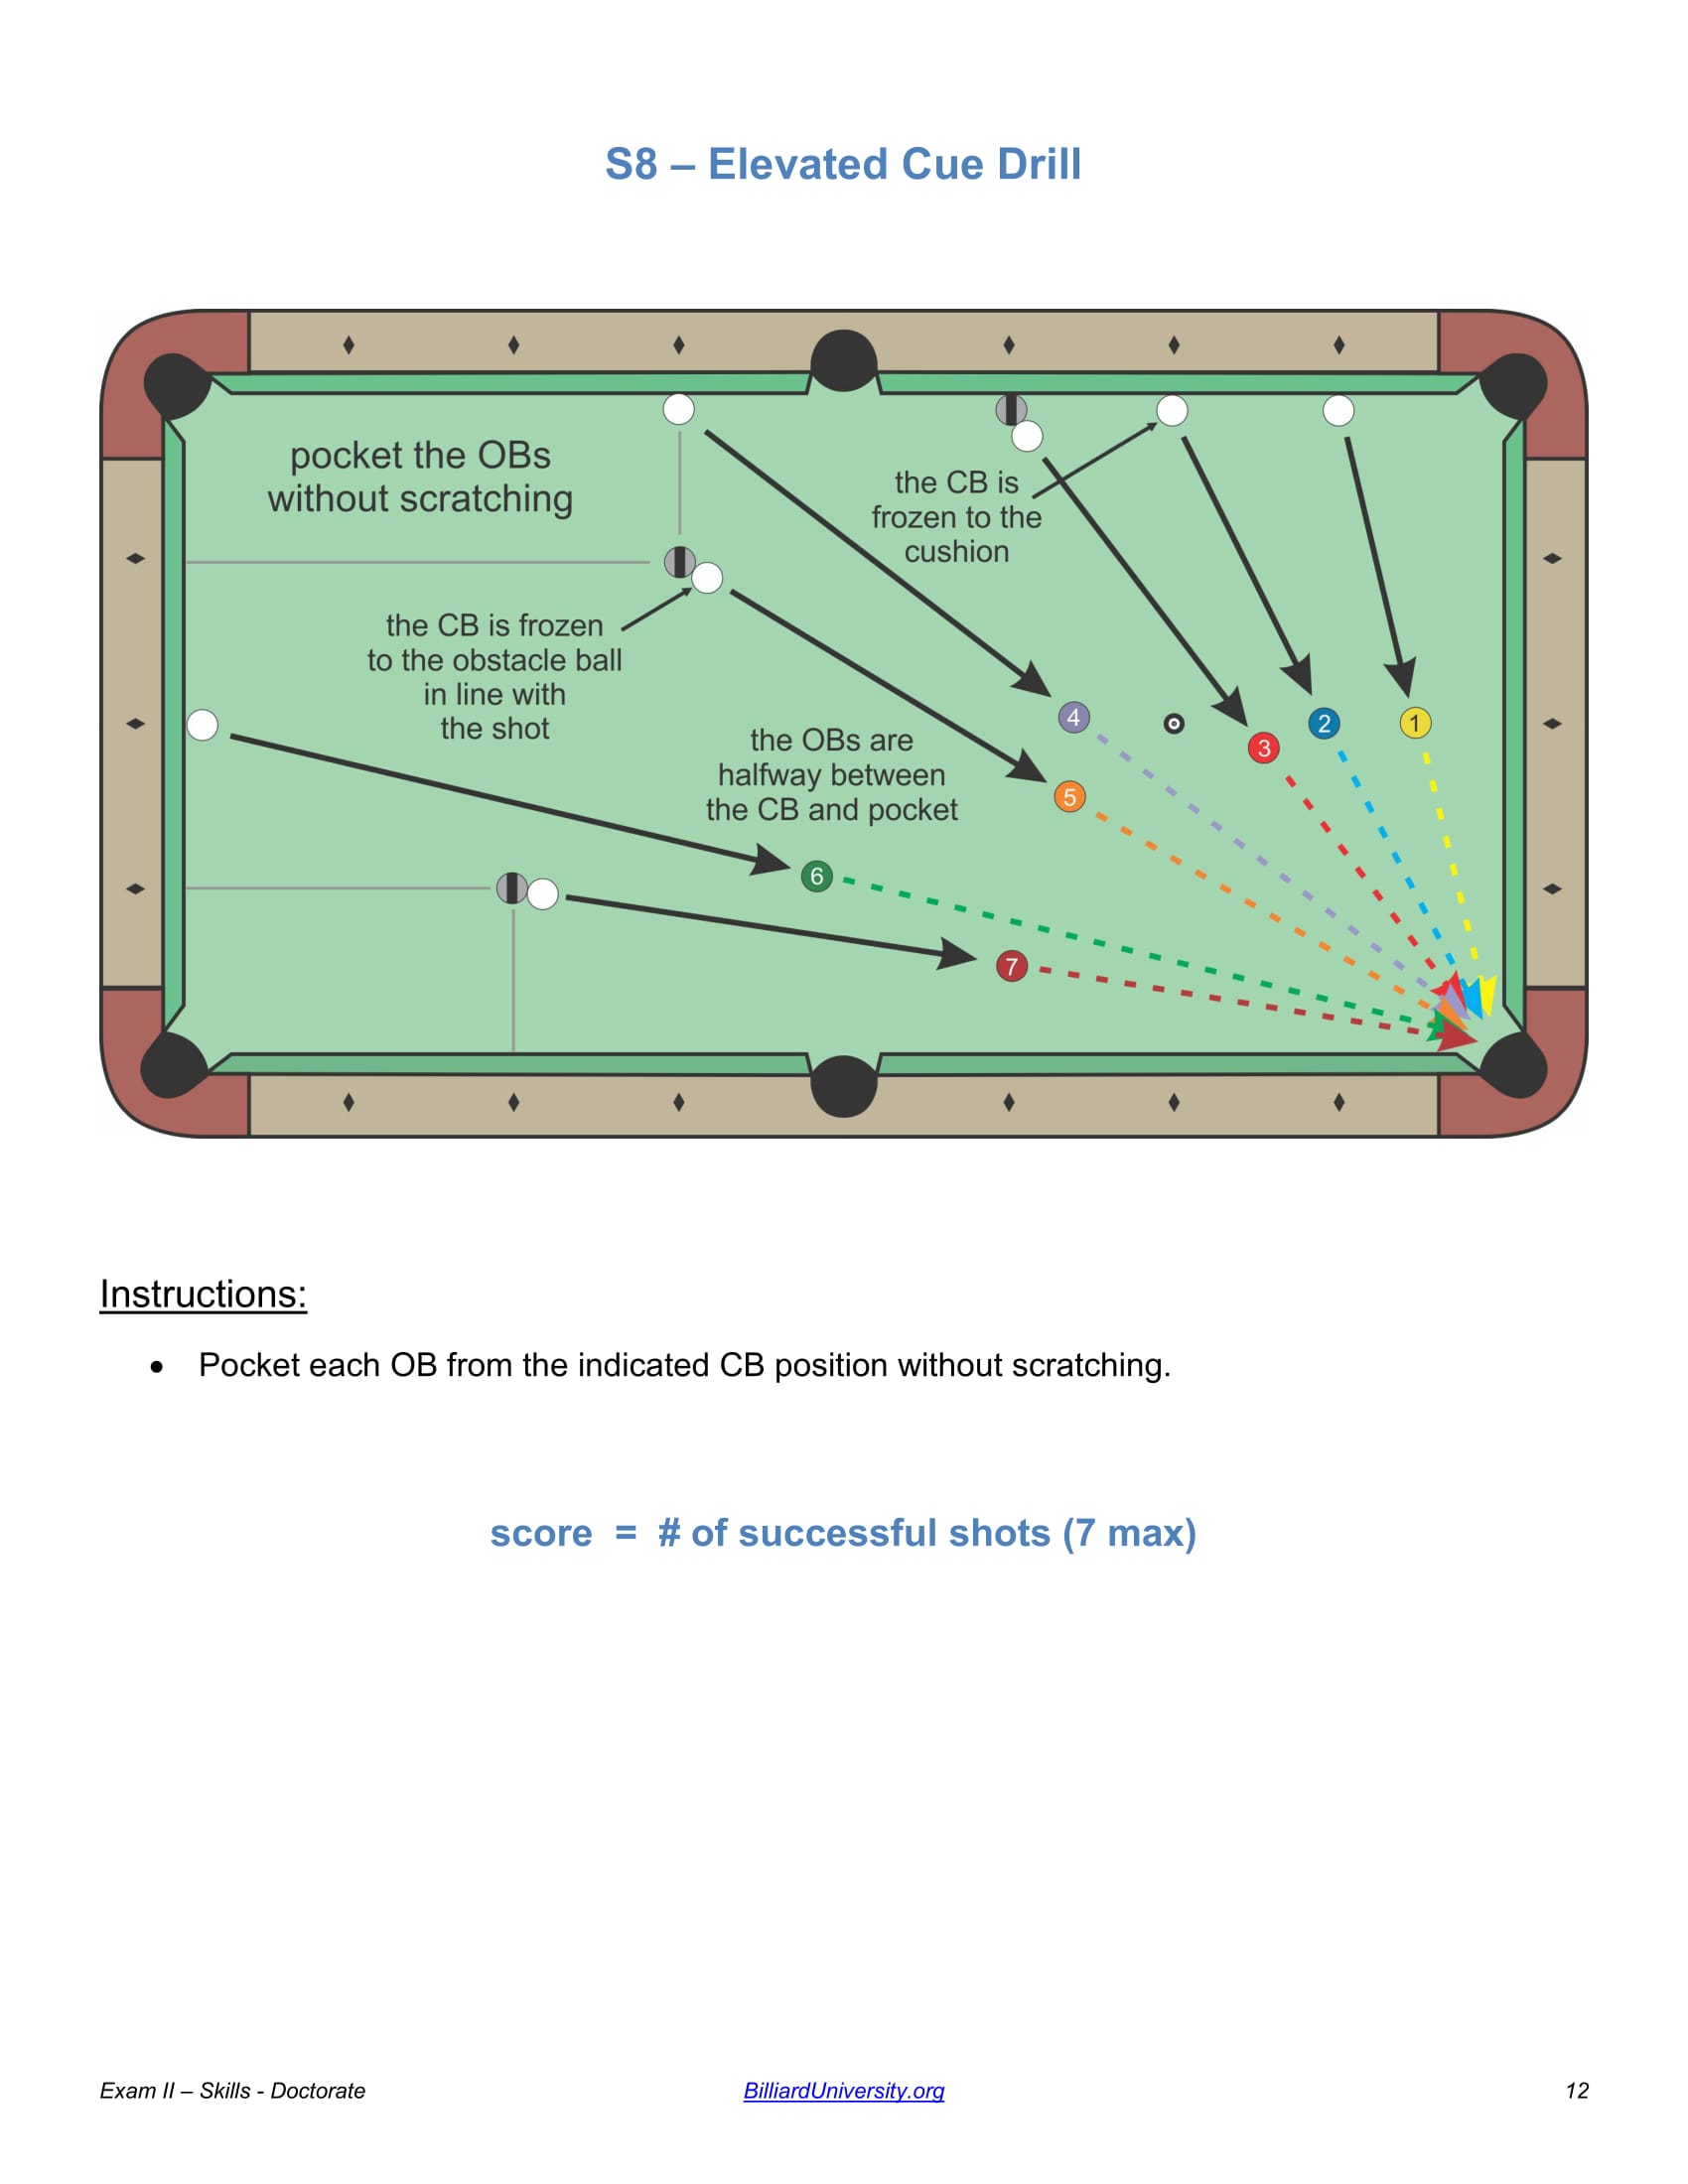 S8 – Elevated Cue Drill
pocket the OBs
without scratching
the CB is
frozen to the
cushion
the CB is frozen
to the obstacle ball
in line with
the shot
the OBs are
halfway between
the CB and pocket
4
3
2
1
5
6
7
Instructions:
• Pocket each OB from the indicated CB position without scratching.
score = # of successful shots (7 max)
Exam II – Skills - Doctorate
BilliardUniversity.org
12